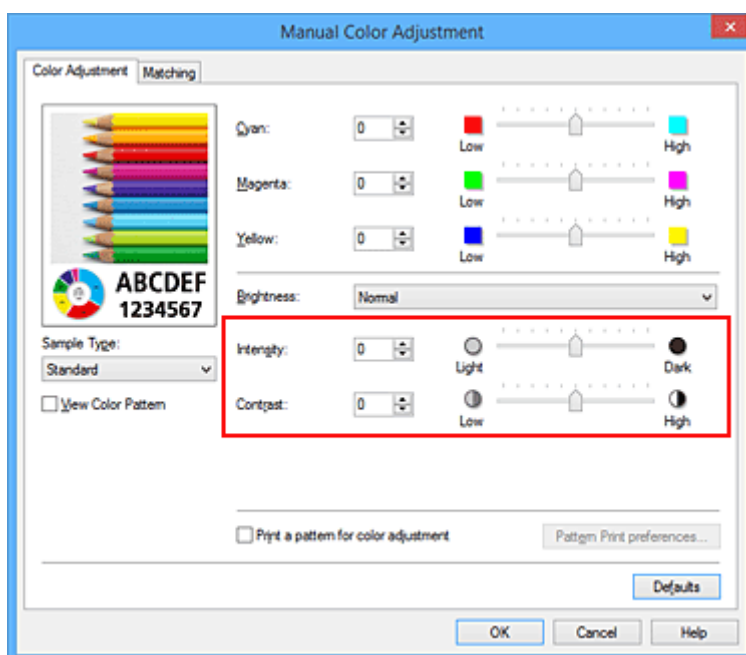 Manual Color Adjustment
Color Adjustment Matching
Cyan: 0 Low High
Magenta: 0 Low High
Yellow: 0 Low High
ABCDEF
1234567
Brightness: Normal
Sample Type:
Standard
View Color Pattern
Intensity: 0 Light Dark
Contrast: 0 Low High
Print a pattern for color adjustment Pattern Print preferences...
Defaults
OK Cancel Help